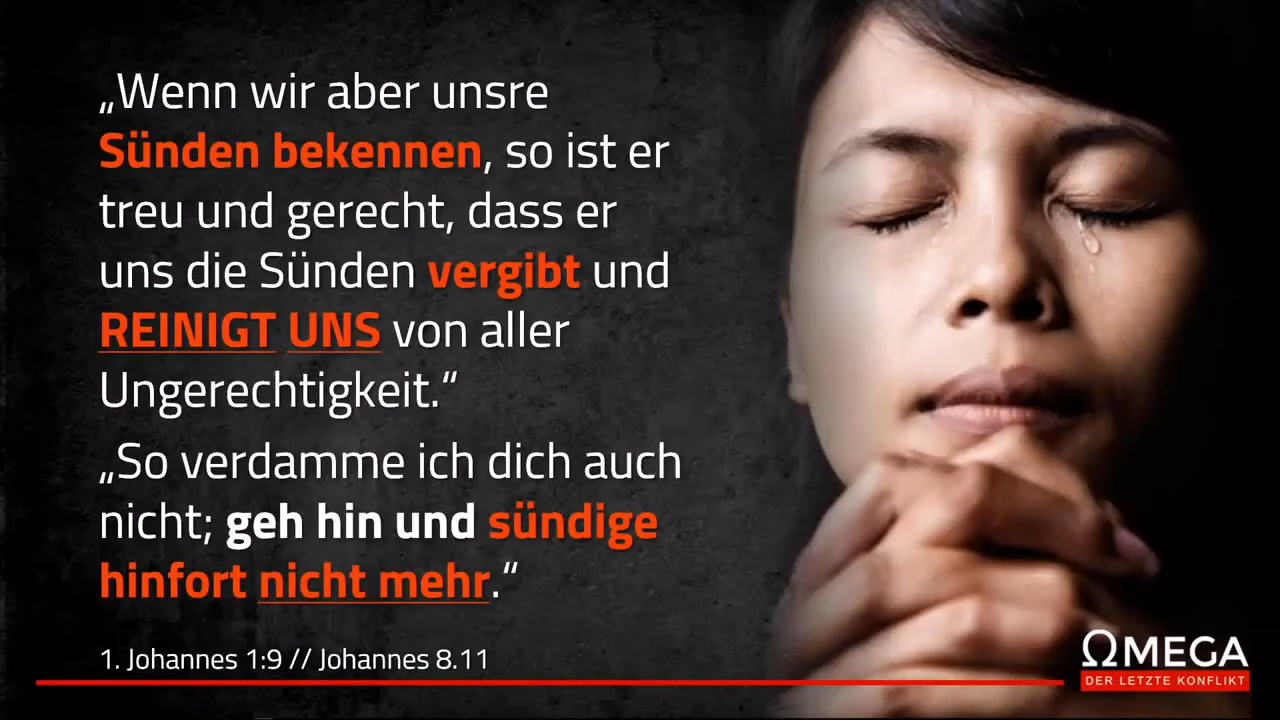 „Wenn wir aber unsre
Sünden bekennen, so ist er
treu und gerecht, dass er
uns die Sünden vergibt und
REINIGT UNS von aller
Ungerechtigkeit.“
„So verdamme ich dich auch
nicht; geh hin und sündige
hinfort nicht mehr.“
1. Johannes 1:9 // Johannes 8.11
ΩMEGA
DER LETZTE KONFLIKT